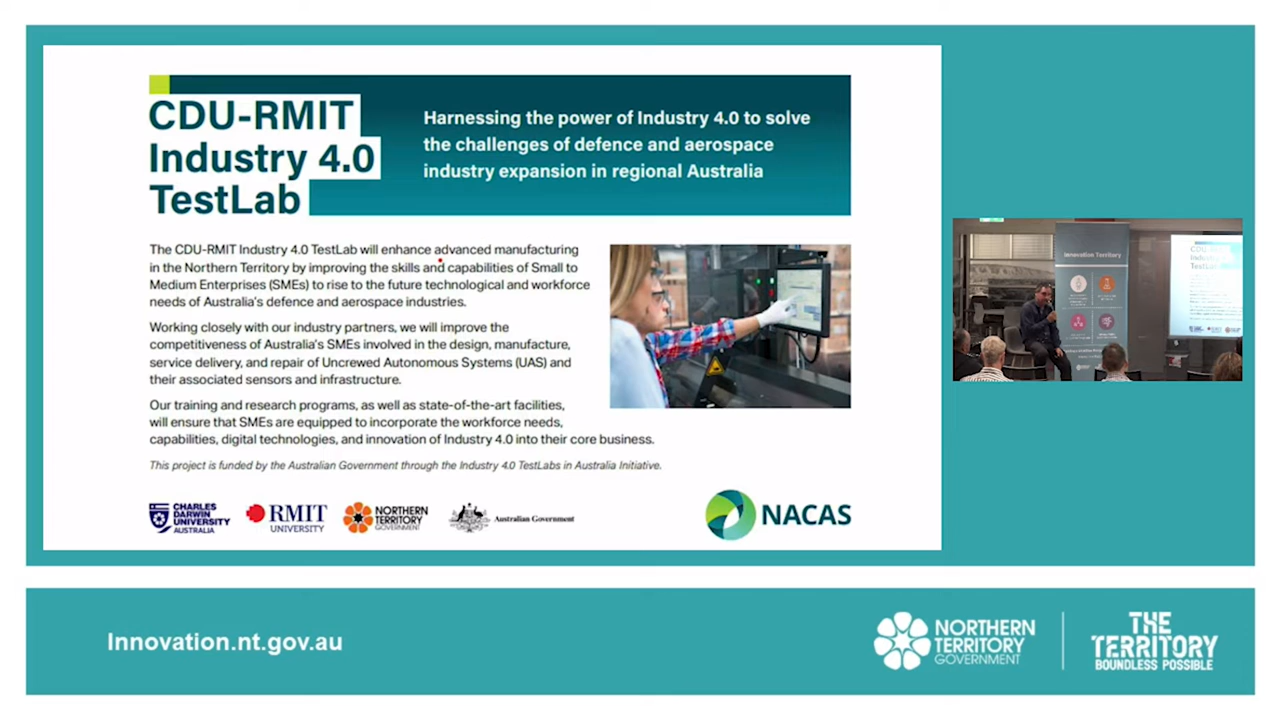 CDU-RMIT
Industry 4.0
TestLab
Harnessing the power of Industry 4.0 to solve
the challenges of defence and aerospace
industry expansion in regional Australia
The CDU-RMIT Industry 4.0 TestLab will enhance advanced manufacturing
in the Northern Territory by improving the skills and capabilities of Small to
Medium Enterprises (SMEs) to rise to the future technological and workforce
needs of Australia's defence and aerospace industries.
Working closely with our industry partners, we will improve the
competitiveness of Australia's SMEs involved in the design, manufacture,
service delivery, and repair of Uncrewed Autonomous Systems (UAS) and
their associated sensors and infrastructure.
Our training and research programs, as well as state-of-the-art facilities,
will ensure that SMEs are equipped to incorporate the workforce needs,
capabilities, digital technologies, and innovation of Industry 4.0 into their core business.
This project is funded by the Australian Government through the Industry 4.0 TestLabs in Australia Initiative.
CHARLES
DARWIN
UNIVERSITY
AUSTRALIA
RMIT
UNIVERSITY
NORTHERN
TERRITORY
GOVERNMENT
Australian Government
NACAS
Innovation Territory
CDU-RMIT
Industry 4.0
TestLab
Innovation.nt.gov.au
NORTHERN
TERRITORY
GOVERNMENT
THE
TERRITORY
BOUNDLESS POSSIBLE